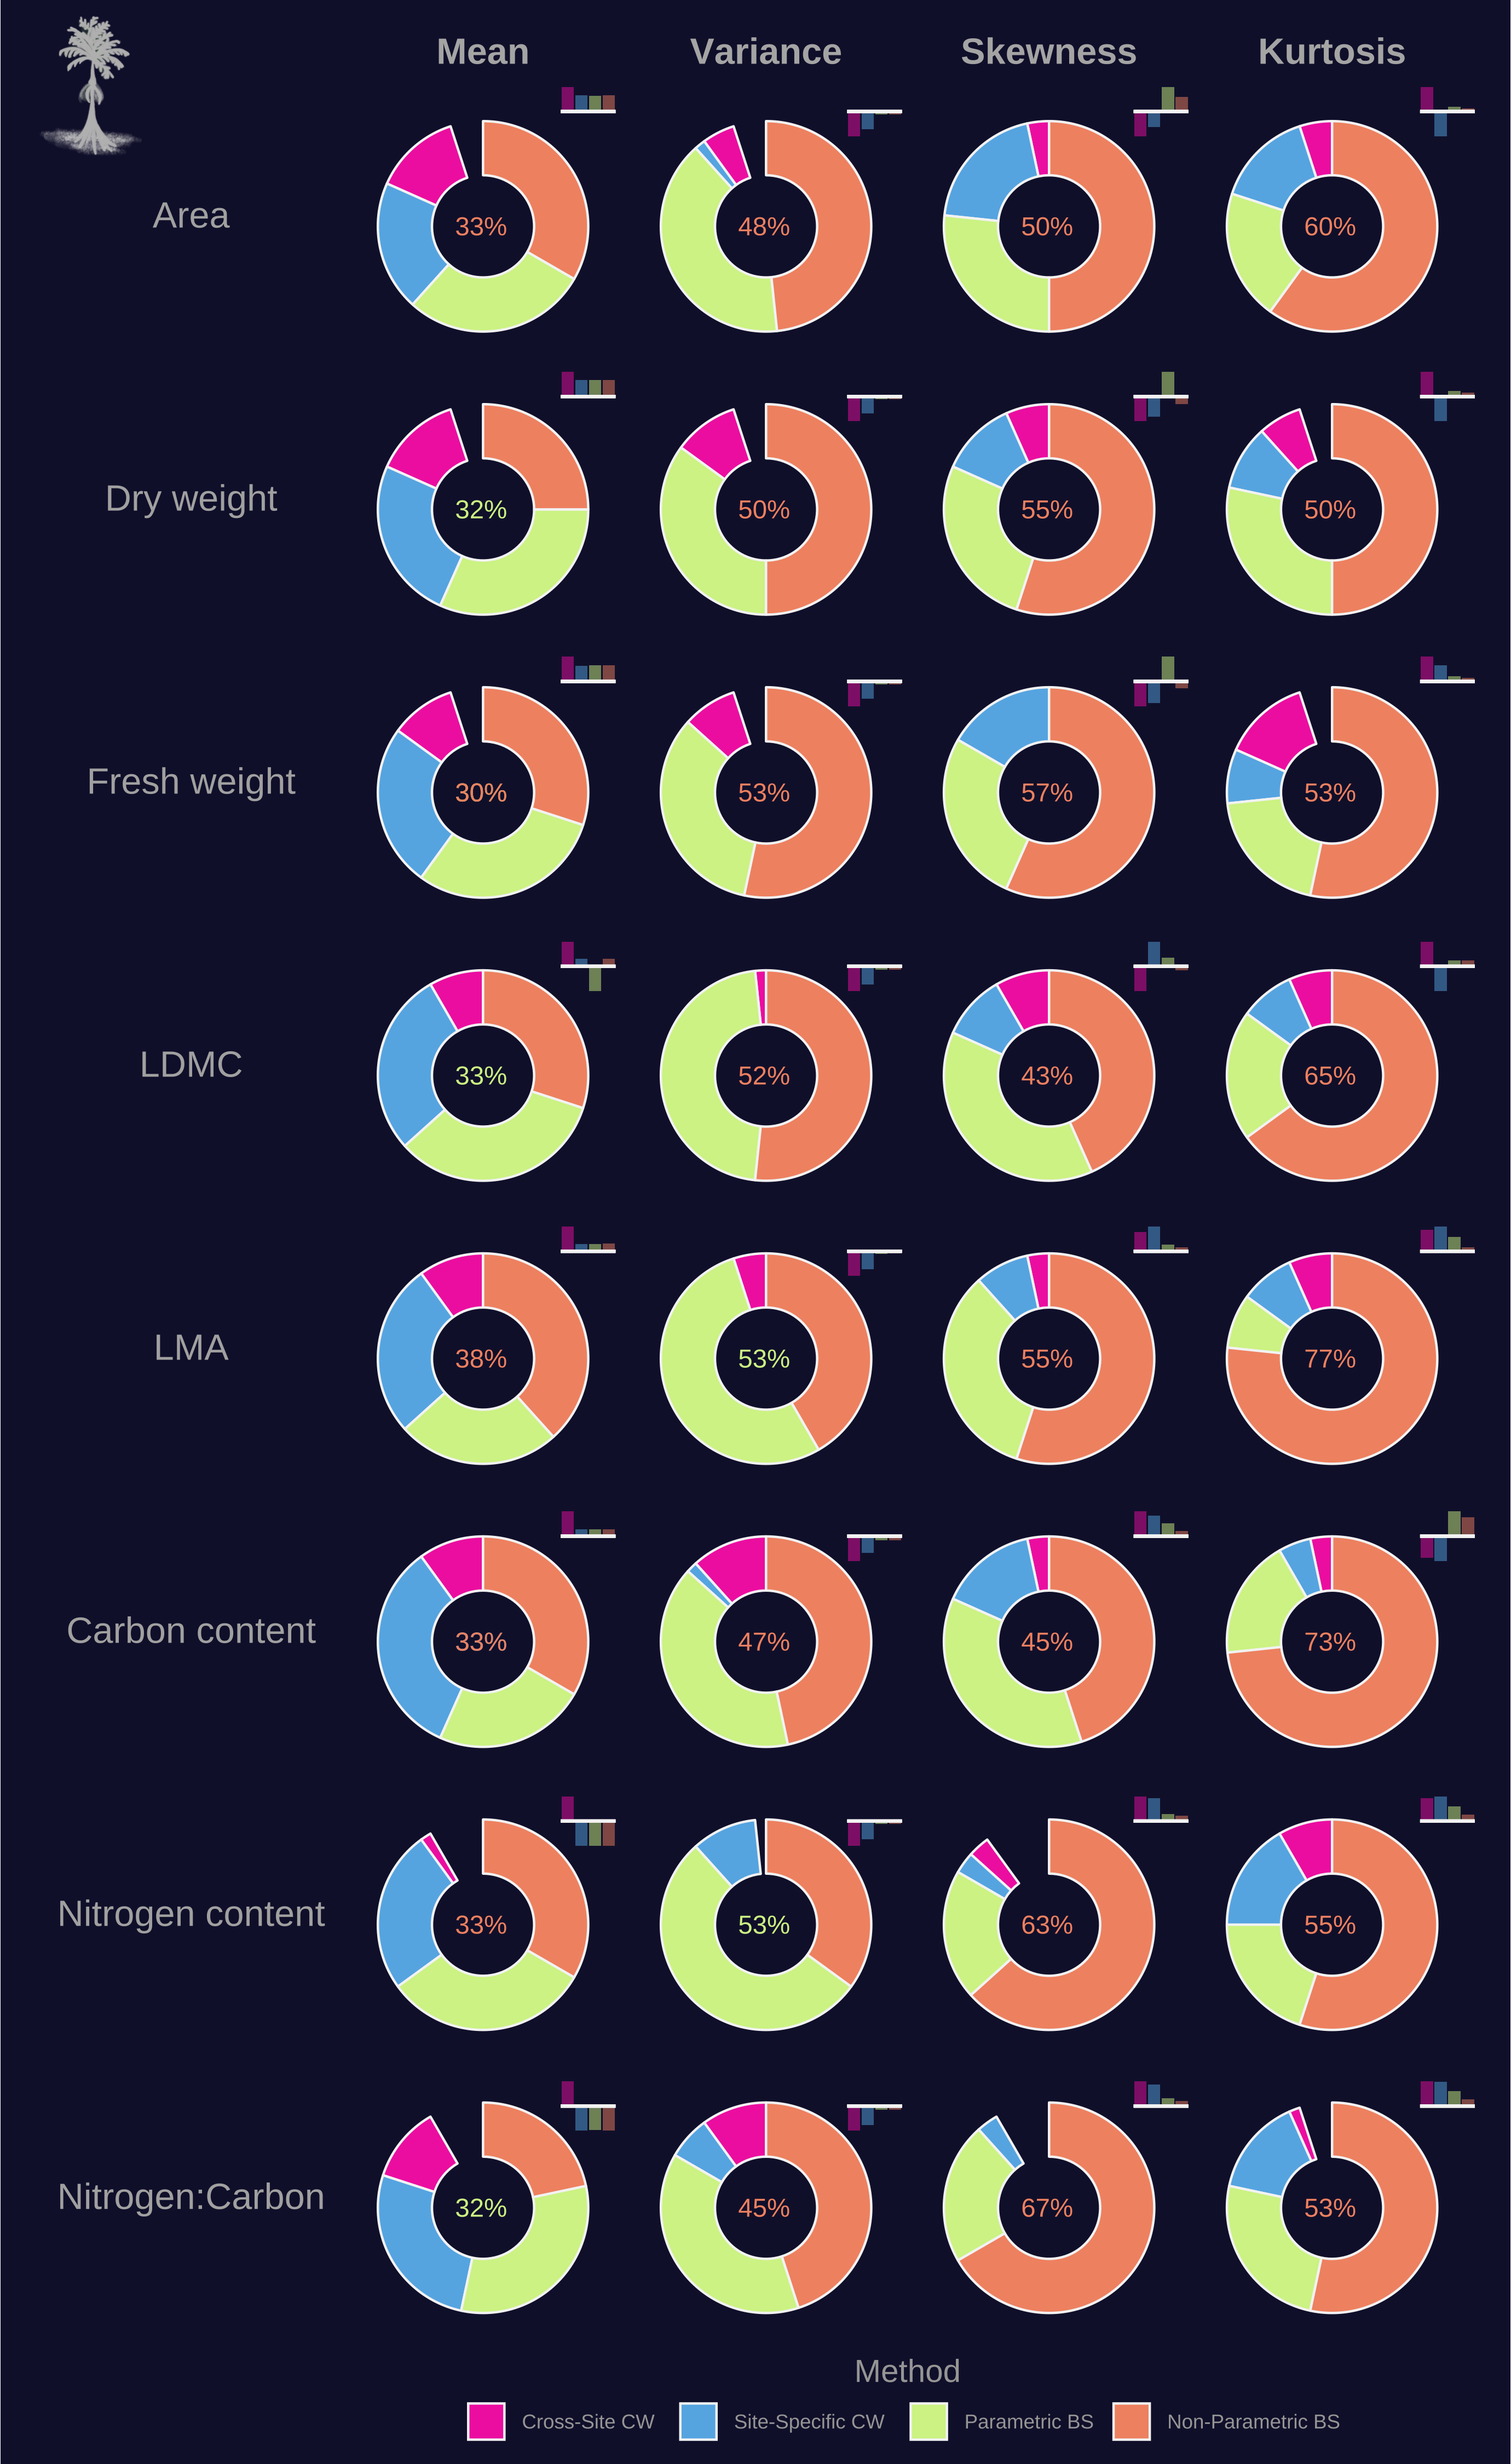 Mean Variance Skewness Kurtosis
Area 33% 48% 50% 60%
Dry weight 32% 50% 55% 50%
Fresh weight 30% 53% 57% 53%
LDMC 33% 52% 43% 65%
LMA 38% 53% 55% 77%
Carbon content 33% 47% 45% 73%
Nitrogen content 33% 53% 63% 55%
Nitrogen:Carbon 32% 45% 67% 53%
Method
Cross-Site CW Site-Specific CW Parametric BS Non-Parametric BS